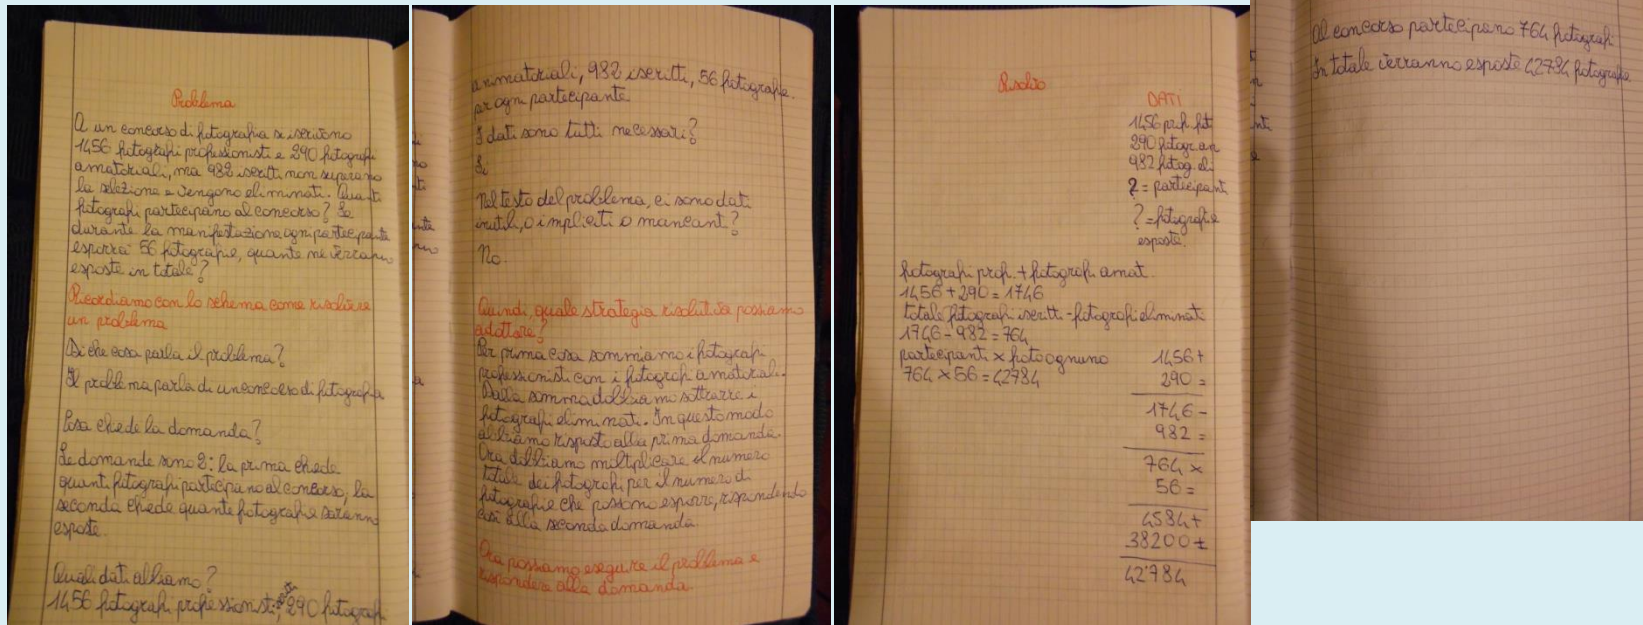 Problema
A un concorso di fotografia si iscrivono
1456 fotografi professionisti e 290 fotografi
amatoriali, ma 982 iscritti non superano
la selezione e vengono eliminati. Quanti
fotografi partecipano al concorso? Se
durante la manifestazione ogni partecipante
esporrà 56 fotografie, quante ne verranno
esposte in totale?
Ricordiamo con lo schema come risolvere
un problema
Di che cosa parla il problema?
Il problema parla di un concorso di fotografia
Cosa chiede la domanda?
Le domande sono 2: la prima chiede
quanti fotografi partecipano al concorso; la
seconda chiede quante fotografie saranno
esposte.
Quali dati abbiamo?
1456 fotografi professionisti, 290 fotografi
ammatoriali, 982 iscritti, 56 fotografie
per ogni partecipante.
I dati sono tutti necessari?
Si
Nel testo del problema, ci sono dati
inutili, o impliciti o mancanti?
No.
Quindi, quale strategia risolutiva possiamo
adottare?
Per prima cosa sommiamo i fotografi
professionisti con i fotografi amatoriali.
Dalla somma dobbiamo sottrarre i
fotografi eliminati. In questo modo
abbiamo risposto alla prima domanda.
Ora dobbiamo moltiplicare il numero
totale dei fotografi per il numero di
fotografie che possono esporre, rispondendo
così alla seconda domanda.
Ora possiamo eseguire il problema e
rispondere alla domanda.
Risolvo
DATI
1456 prof. fot
290 fotogr. am
982 fotog. eli
? = partecipanti
? = fotografie
esposte.
fotografi prof. + fotografi amat.
1456 + 290 = 1746
totale fotografi iscritti - fotografi eliminati
1746 - 982 = 764
partecipanti × foto ognuno
764 × 56 = 42784
1456 +
290 =
1746 -
982 =
764 ×
56 =
4584 +
38200 =
42784
Al concorso partecipano 764 fotografi
In totale verranno esposte 42784 fotografie